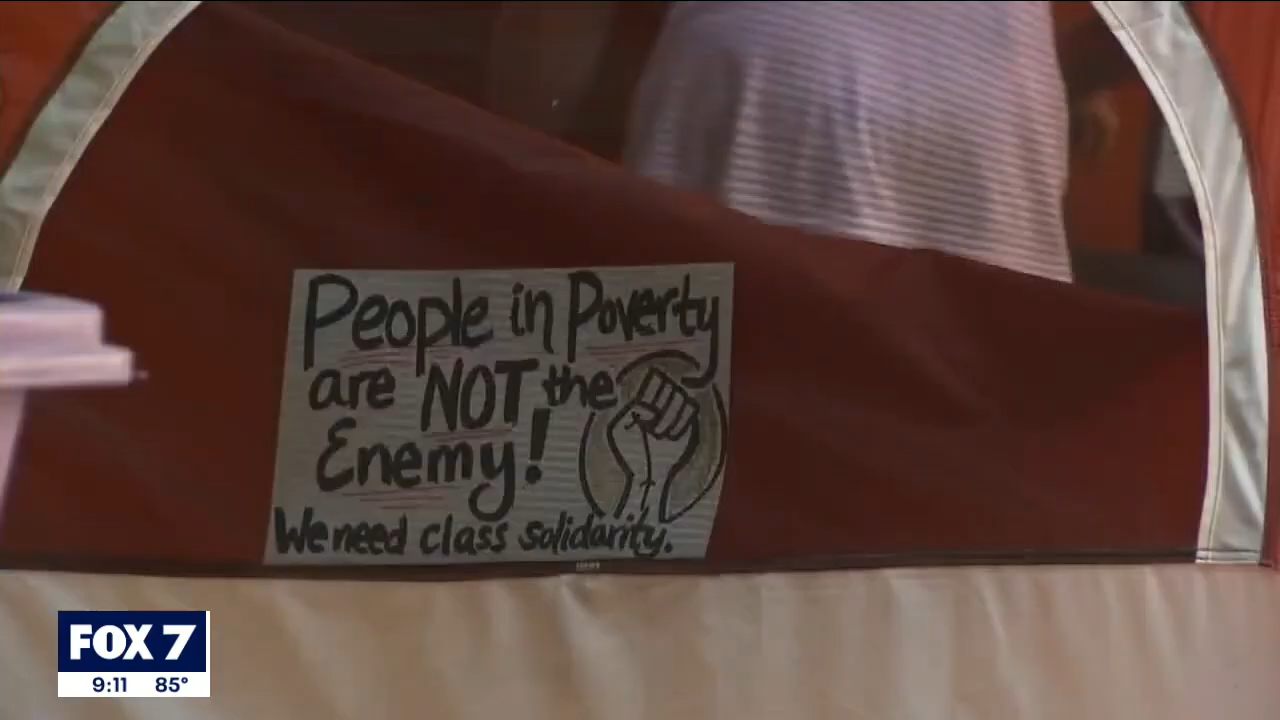 People in Poverty
are NOT the
Enemy!
We need class solidarity.
FOX 7
9:11 85°